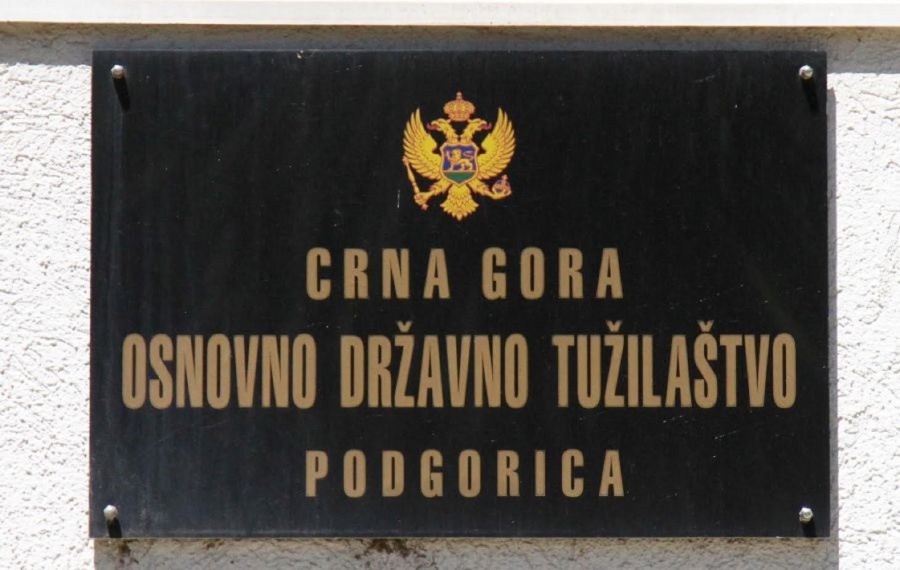 CRNA GORA
OSNOVNO DRŽAVNO TUŽILAŠTVO
PODGORICA